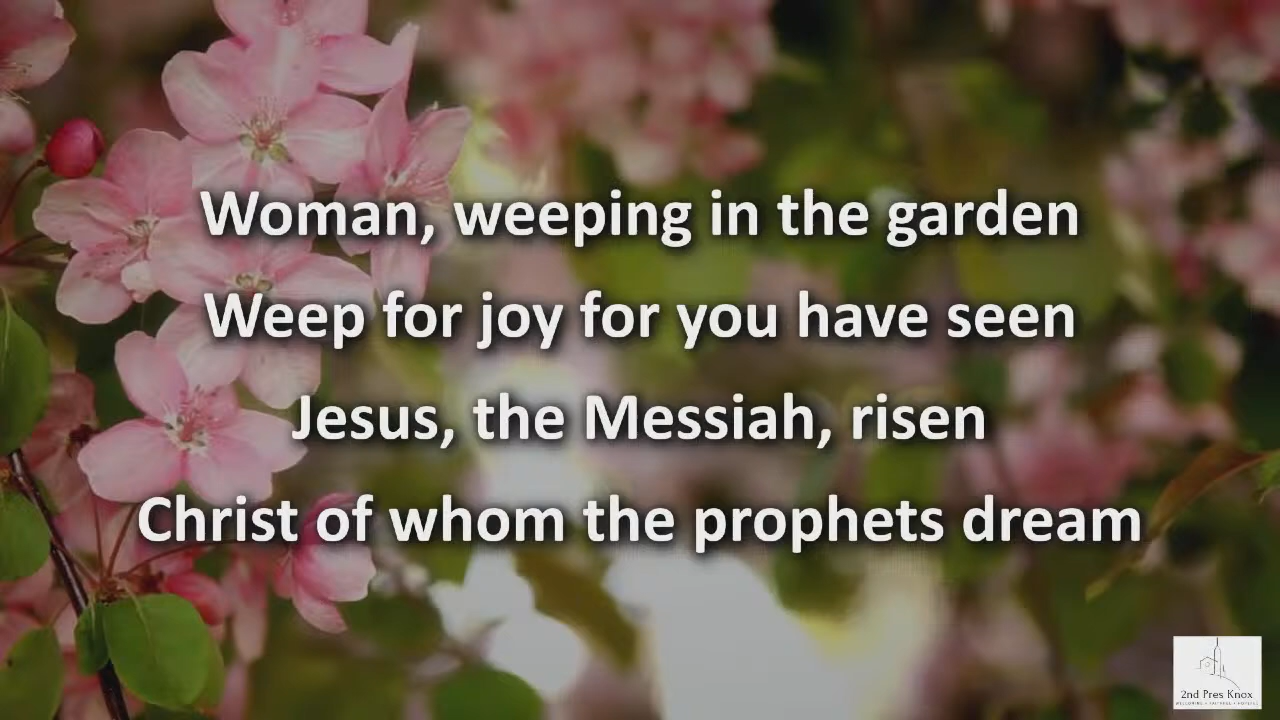 Woman, weeping in the garden
Weep for joy for you have seen
Jesus, the Messiah, risen
Christ of whom the prophets dream
2nd Pres Knox